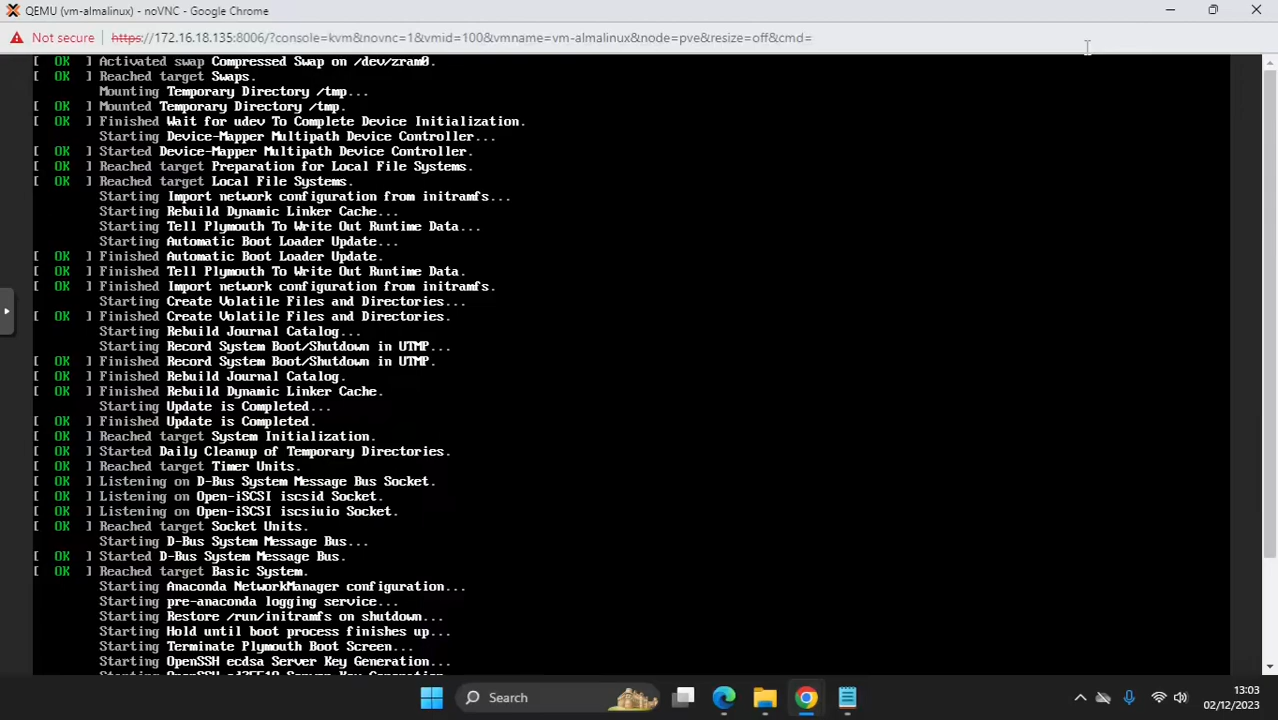 QEMU (vm-almalinux) - noVNC - Google Chrome
Not secure https://172.16.18.135:8006/?console=kvm&novnc=1&vmid=100&vmname=vm-almalinux&node=pve&resize=off&cmd=
[ OK ] Activated swap Compressed Swap on /dev/zram0.
[ OK ] Reached target Swaps.
Mounting Temporary Directory /tmp...
[ OK ] Mounted Temporary Directory /tmp.
[ OK ] Finished Wait for udev To Complete Device Initialization.
Starting Device-Mapper Multipath Device Controller...
[ OK ] Started Device-Mapper Multipath Device Controller.
[ OK ] Reached target Preparation for Local File Systems.
[ OK ] Reached target Local File Systems.
Starting Import network configuration from initramfs...
Starting Rebuild Dynamic Linker Cache...
Starting Tell Plymouth To Write Out Runtime Data...
Starting Automatic Boot Loader Update...
[ OK ] Finished Automatic Boot Loader Update.
[ OK ] Finished Tell Plymouth To Write Out Runtime Data.
[ OK ] Finished Import network configuration from initramfs.
Starting Create Volatile Files and Directories...
[ OK ] Finished Create Volatile Files and Directories.
Starting Rebuild Journal Catalog...
Starting Record System Boot/Shutdown in UTMP...
[ OK ] Finished Record System Boot/Shutdown in UTMP.
[ OK ] Finished Rebuild Journal Catalog.
[ OK ] Finished Rebuild Dynamic Linker Cache.
Starting Update is Completed...
[ OK ] Finished Update is Completed.
[ OK ] Reached target System Initialization.
[ OK ] Started Daily Cleanup of Temporary Directories.
[ OK ] Reached target Timer Units.
[ OK ] Listening on D-Bus System Message Bus Socket.
[ OK ] Listening on Open-iSCSI iscsid Socket.
[ OK ] Listening on Open-iSCSI iscsiuio Socket.
[ OK ] Reached target Socket Units.
Starting D-Bus System Message Bus...
[ OK ] Started D-Bus System Message Bus.
[ OK ] Reached target Basic System.
Starting Anaconda NetworkManager configuration...
Starting pre-anaconda logging service...
Starting Restore /run/initramfs on shutdown...
Starting Hold until boot process finishes up...
Starting Terminate Plymouth Boot Screen...
Starting OpenSSH ecdsa Server Key Generation...
Starting OpenSSH ed25519 Server Key Generation...
Search
13:03
02/12/2023